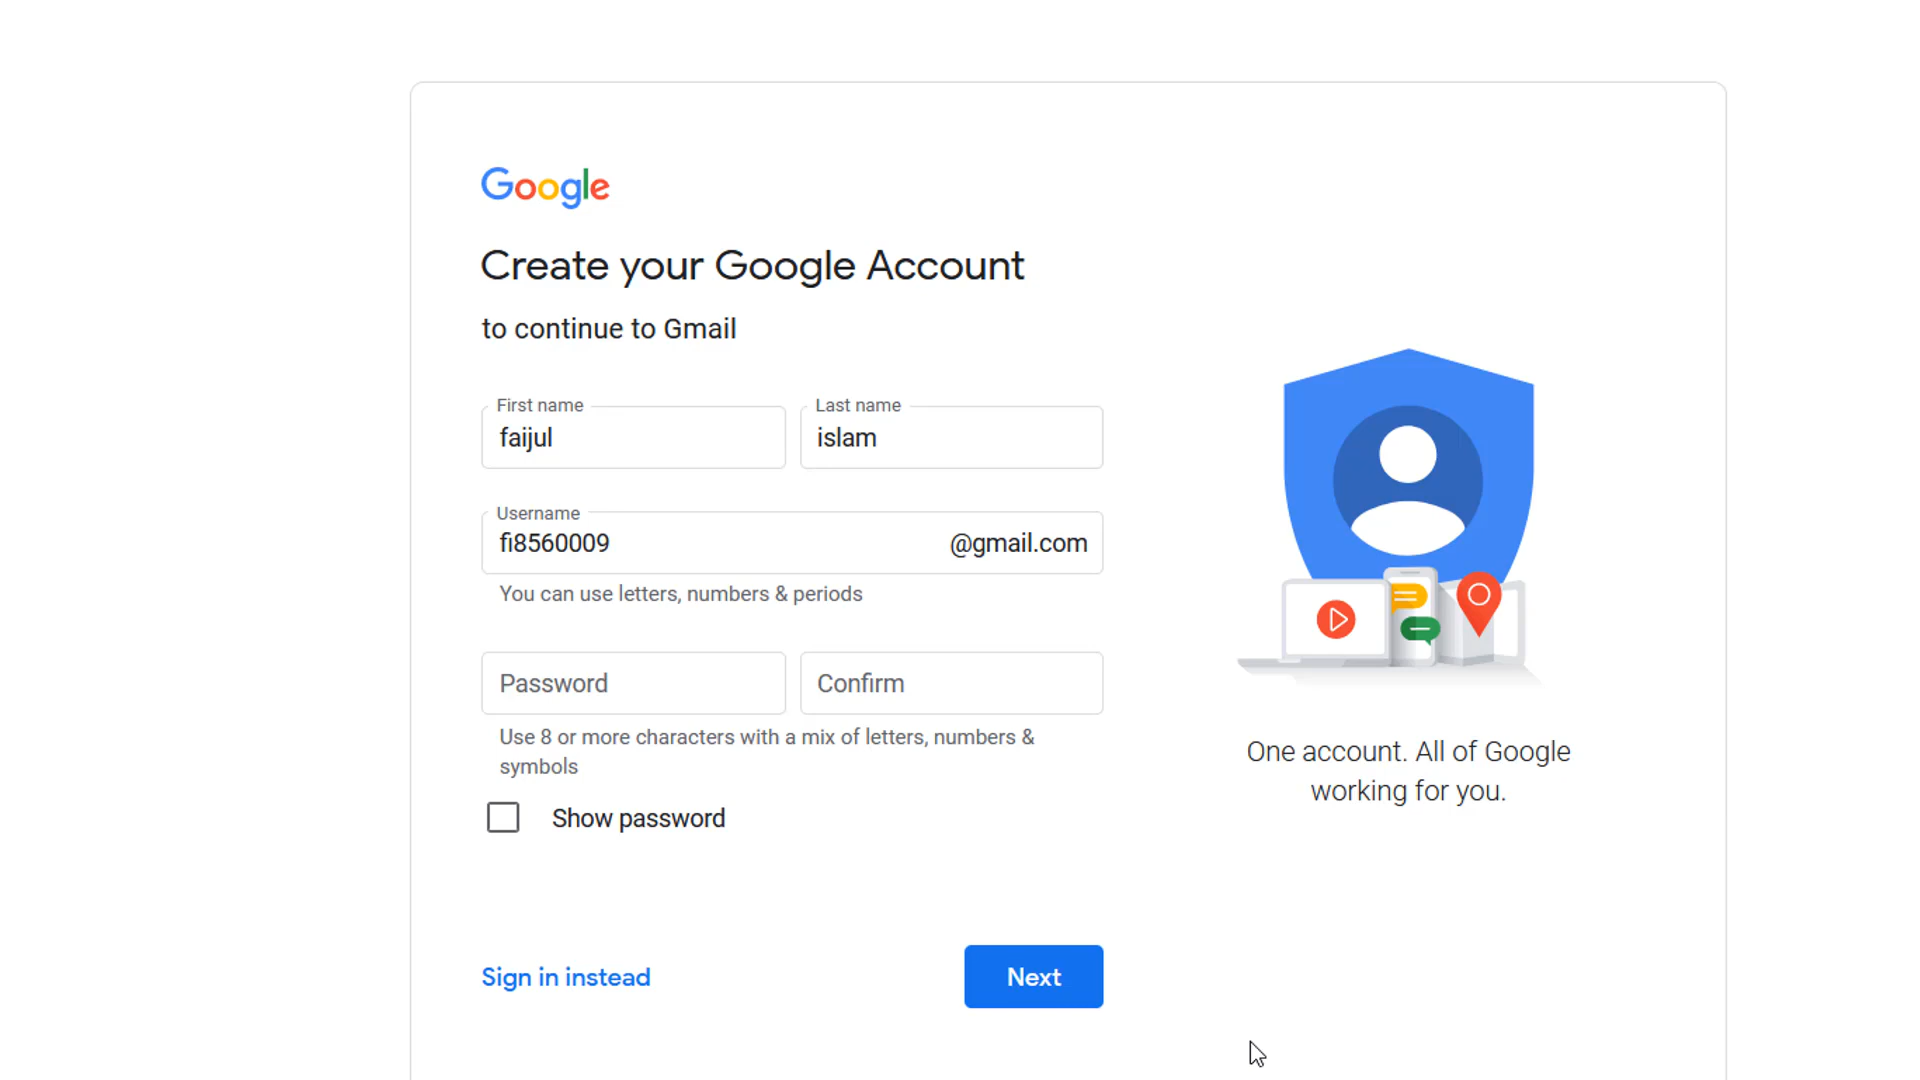 Google
Create your Google Account
to continue to Gmail
First name
faijul
Last name
islam
Username
fi8560009
@gmail.com
You can use letters, numbers & periods
Password
Confirm
Use 8 or more characters with a mix of letters, numbers &
symbols
Show password
Sign in instead
Next
One account. All of Google
working for you.